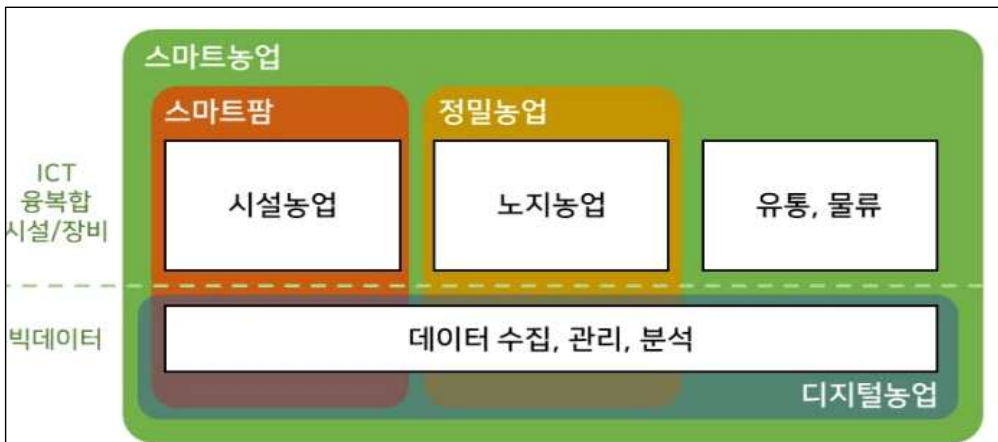 스마트농업
스마트팜
정밀농업
ICT
융복합
시설/장비
시설농업
노지농업
유통, 물류
빅데이터
데이터 수집, 관리, 분석
디지털농업